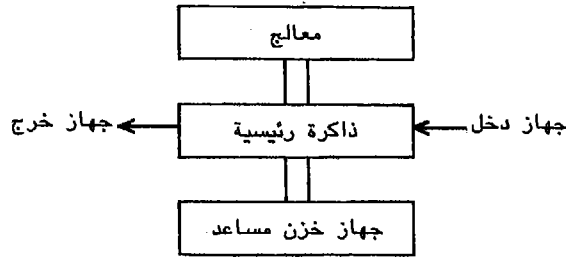 معالج
جهاز دخل
ذاكرة رئيسية
جهاز خرج
جهاز خزن مساعد